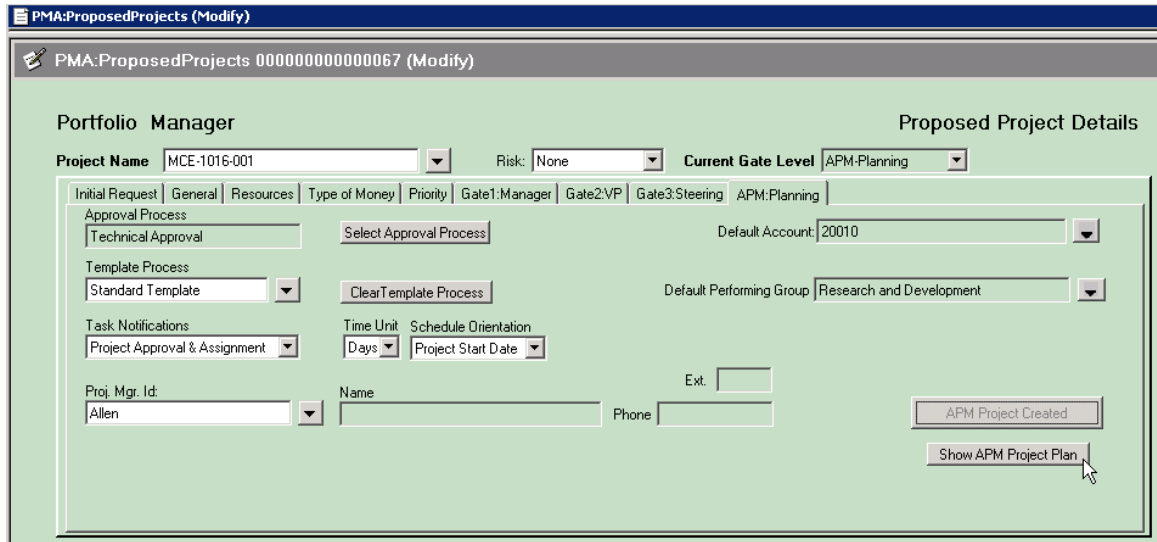 PMA:ProposedProjects (Modify)
PMA:ProposedProjects 000000000000067 (Modify)
Portfolio Manager
Proposed Project Details
Project Name MCE-1016-001 Risk: None Current Gate Level APM-Planning
Initial Request General Resources Type of Money Priority Gate1:Manager Gate2:VP Gate3:Steering APM:Planning
Approval Process
Technical Approval Select Approval Process Default Account: 20010
Template Process
Standard Template ClearTemplate Process Default Performing Group Research and Development
Task Notifications Time Unit Schedule Orientation
Project Approval & Assignment Days Project Start Date
Ext.
Proj. Mgr. Id: Name
Allen Phone APM Project Created
Show APM Project Plan